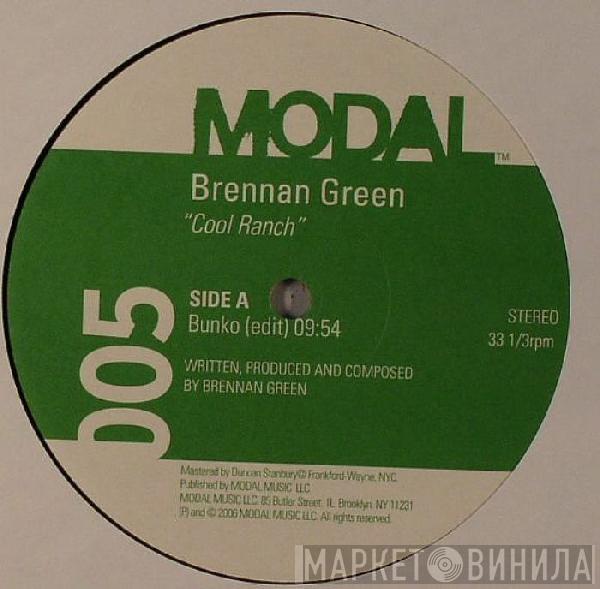 MODAL™
Brennan Green
"Cool Ranch"
005
SIDE A
Bunko (edit) 09:54
STEREO
33 1/3rpm
WRITTEN, PRODUCED AND COMPOSED
BY BRENNAN GREEN
Mastered by Duncan Stanbury@ Frankford-Wayne, NYC.
Published by MODAL MUSIC LLC
MODAL MUSIC LLC. 85 Butler Street, 1L, Brooklyn, NY 11231
(P) and © 2006 MODAL MUSIC LLC. All rights reserved.
МАРКЕТ ВИНИЛА